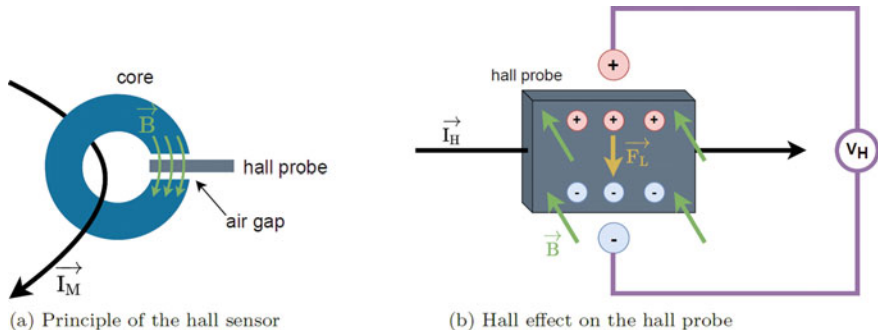 core
B
hall probe
air gap
I_M
(a) Principle of the hall sensor
hall probe
+
+ + +
I_H
F_L
V_H
- - -
B
-
(b) Hall effect on the hall probe